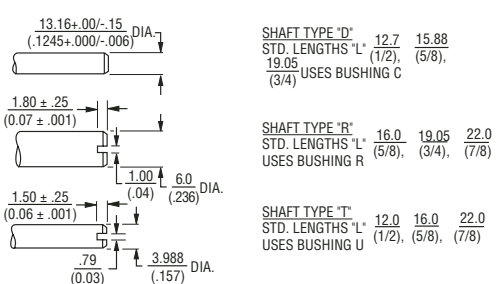 13.16+.00/-.15
(.1245+.000/-.006) DIA.
SHAFT TYPE "D"
STD. LENGTHS "L" 12.7 (1/2), 15.88 (5/8),
19.05 (3/4) USES BUSHING C
1.80 ± .25
(0.07 ± .001)
1.00 (.04)
6.0 (.236) DIA.
SHAFT TYPE "R"
STD. LENGTHS "L" 16.0 (5/8), 19.05 (3/4), 22.0 (7/8)
USES BUSHING R
1.50 ± .25
(0.06 ± .001)
.79 (0.03)
3.988 (.157) DIA.
SHAFT TYPE "T"
STD. LENGTHS "L" 12.0 (1/2), 16.0 (5/8), 22.0 (7/8)
USES BUSHING U